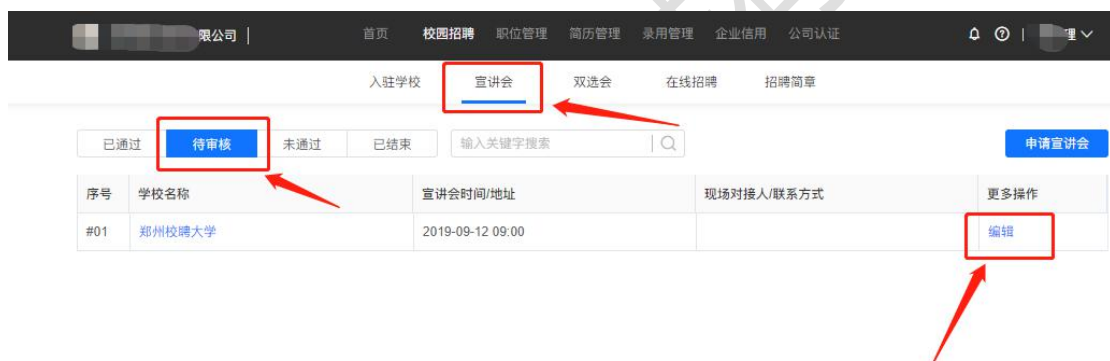 限公司 | 首页 校园招聘 职位管理 简历管理 录用管理 企业信用 公司认证 | 理
入驻学校 宣讲会 双选会 在线招聘 招聘简章
已通过 待审核 未通过 已结束 输入关键字搜索 申请宣讲会
序号 学校名称 宣讲会时间/地址 现场对接人/联系方式 更多操作
#01 郑州校聘大学 2019-09-12 09:00 编辑